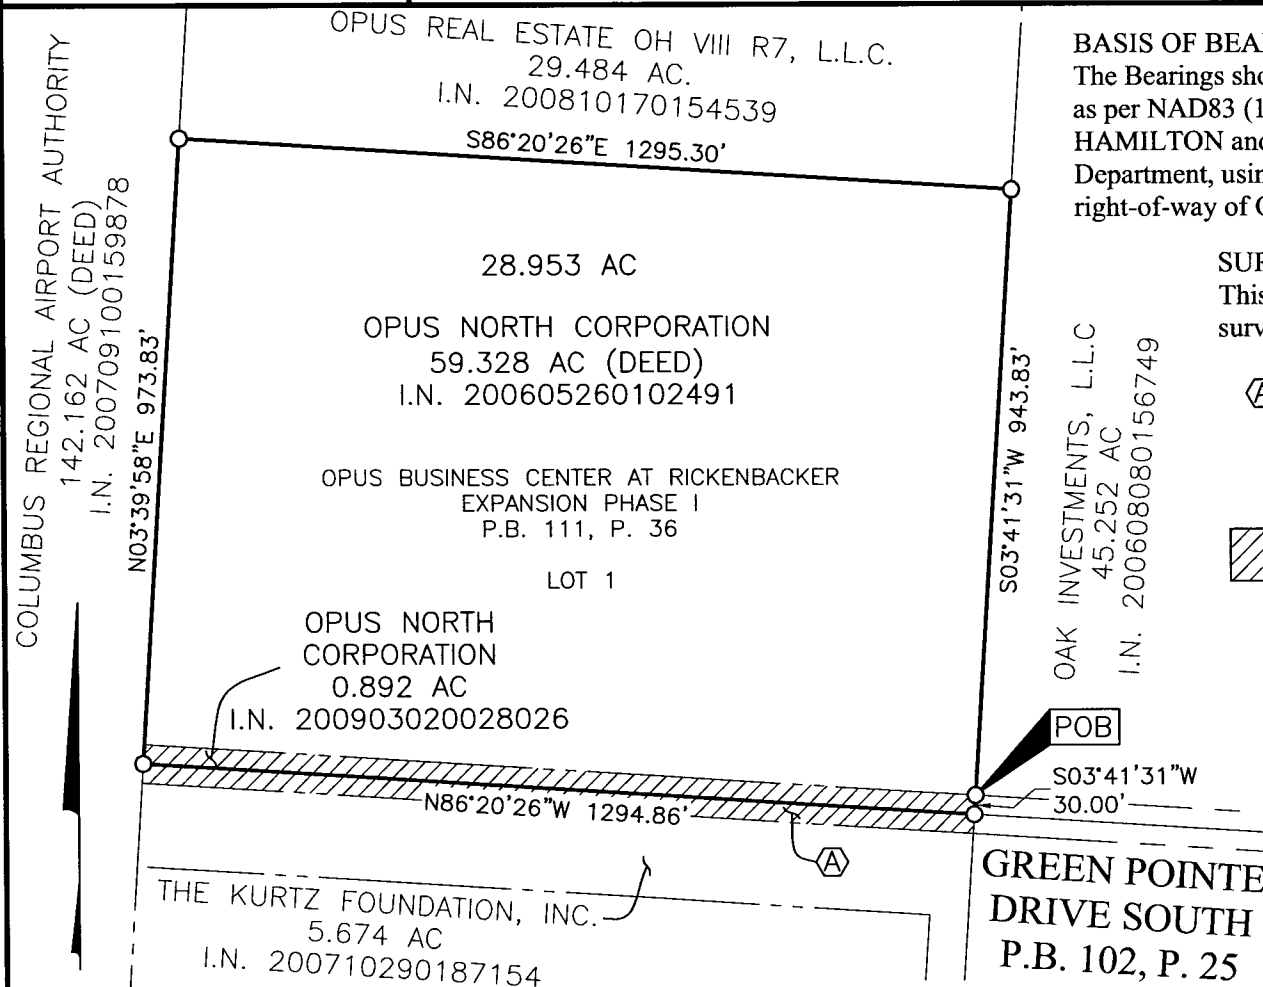 OPUS REAL ESTATE OH VIII R7, L.L.C.
29.484 AC.
I.N. 200810170154539
S86°20'26"E 1295.30'
COLUMBUS REGIONAL AIRPORT AUTHORITY
142.162 AC (DEED)
I.N. 200709100159878
N03°39'58"E 973.83'
28.953 AC
OPUS NORTH CORPORATION
59.328 AC (DEED)
I.N. 200605260102491
OPUS BUSINESS CENTER AT RICKENBACKER
EXPANSION PHASE I
P.B. 111, P. 36
LOT 1
OPUS NORTH
CORPORATION
0.892 AC
I.N. 200903020028026
S03°41'31"W 943.83'
OAK INVESTMENTS, L.L.C
45.252 AC
I.N. 200608080156749
POB
S03°41'31"W
30.00'
N86°20'26"W 1294.86'
A
THE KURTZ FOUNDATION, INC.
5.674 AC
I.N. 200710290187154
GREEN POINTE
DRIVE SOUTH
P.B. 102, P. 25
BASIS OF BEA
The Bearings sho
as per NAD83 (1
HAMILTON and
Department, usin
right-of-way of
SUR
This
surv